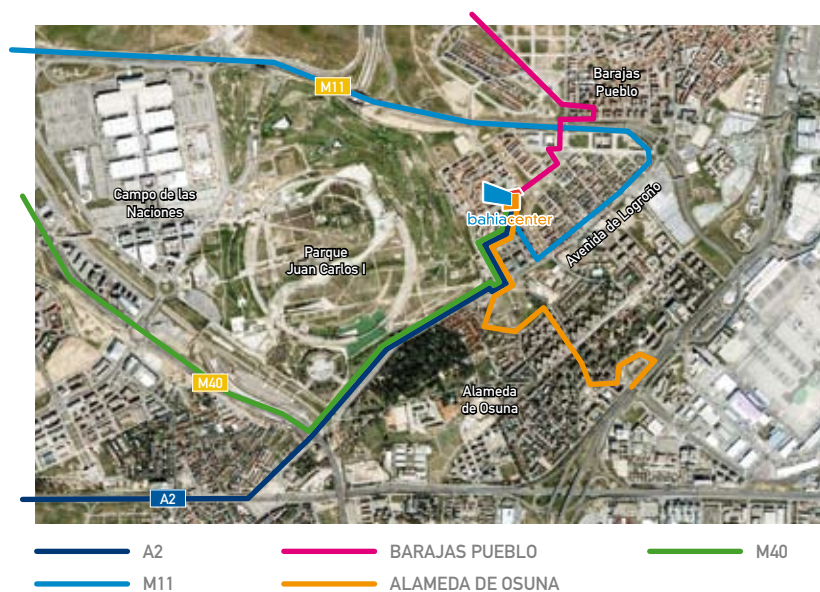 Barajas
Pueblo
M11
Campo de las
Naciones
bahiacenter
Avenida de Logroño
Parque
Juan Carlos I
M40
Alameda
de Osuna
A2
A2
BARAJAS PUEBLO
M40
M11
ALAMEDA DE OSUNA